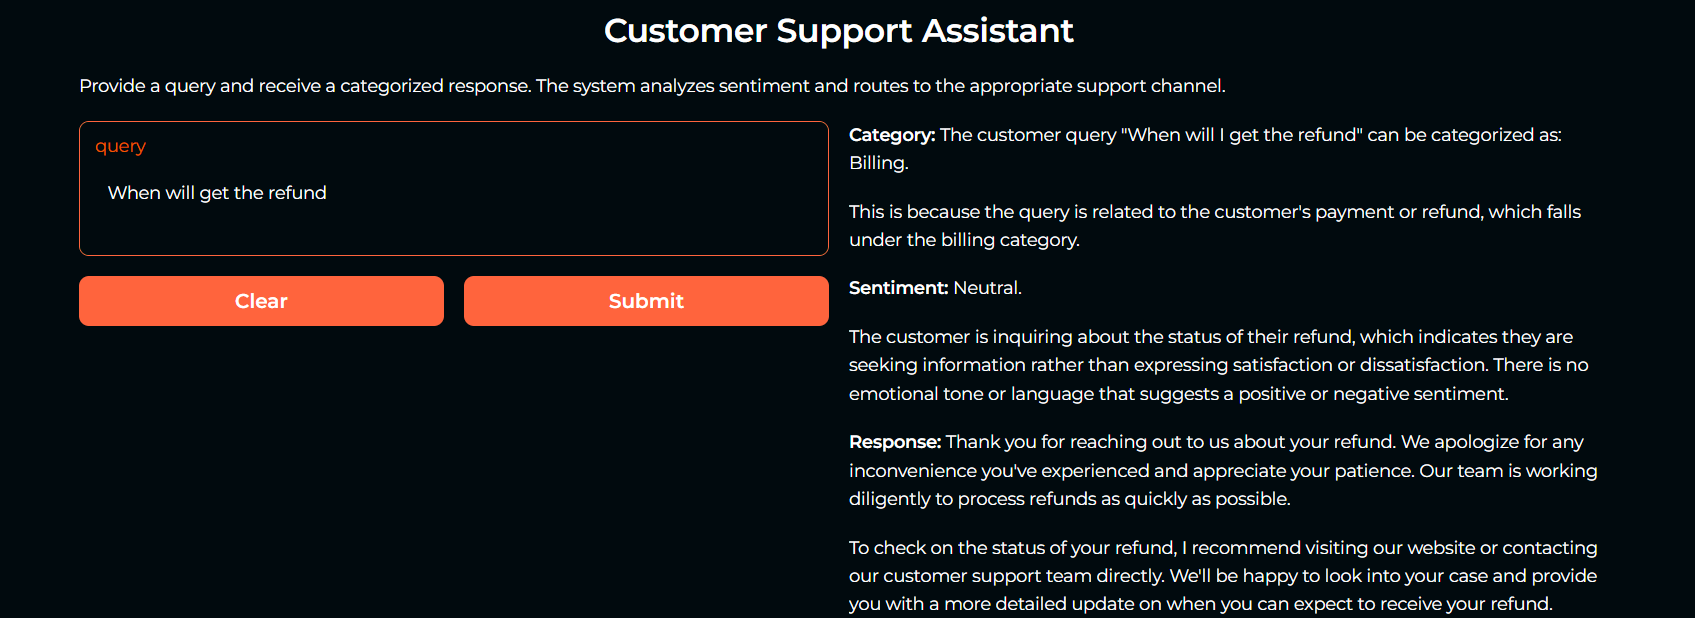 Customer Support Assistant
Provide a query and receive a categorized response. The system analyzes sentiment and routes to the appropriate support channel.
query
When will get the refund
Clear
Submit
Category: The customer query "When will I get the refund" can be categorized as:
Billing.
This is because the query is related to the customer's payment or refund, which falls
under the billing category.
Sentiment: Neutral.
The customer is inquiring about the status of their refund, which indicates they are
seeking information rather than expressing satisfaction or dissatisfaction. There is no
emotional tone or language that suggests a positive or negative sentiment.
Response: Thank you for reaching out to us about your refund. We apologize for any
inconvenience you've experienced and appreciate your patience. Our team is working
diligently to process refunds as quickly as possible.
To check on the status of your refund, I recommend visiting our website or contacting
our customer support team directly. We'll be happy to look into your case and provide
you with a more detailed update on when you can expect to receive your refund.